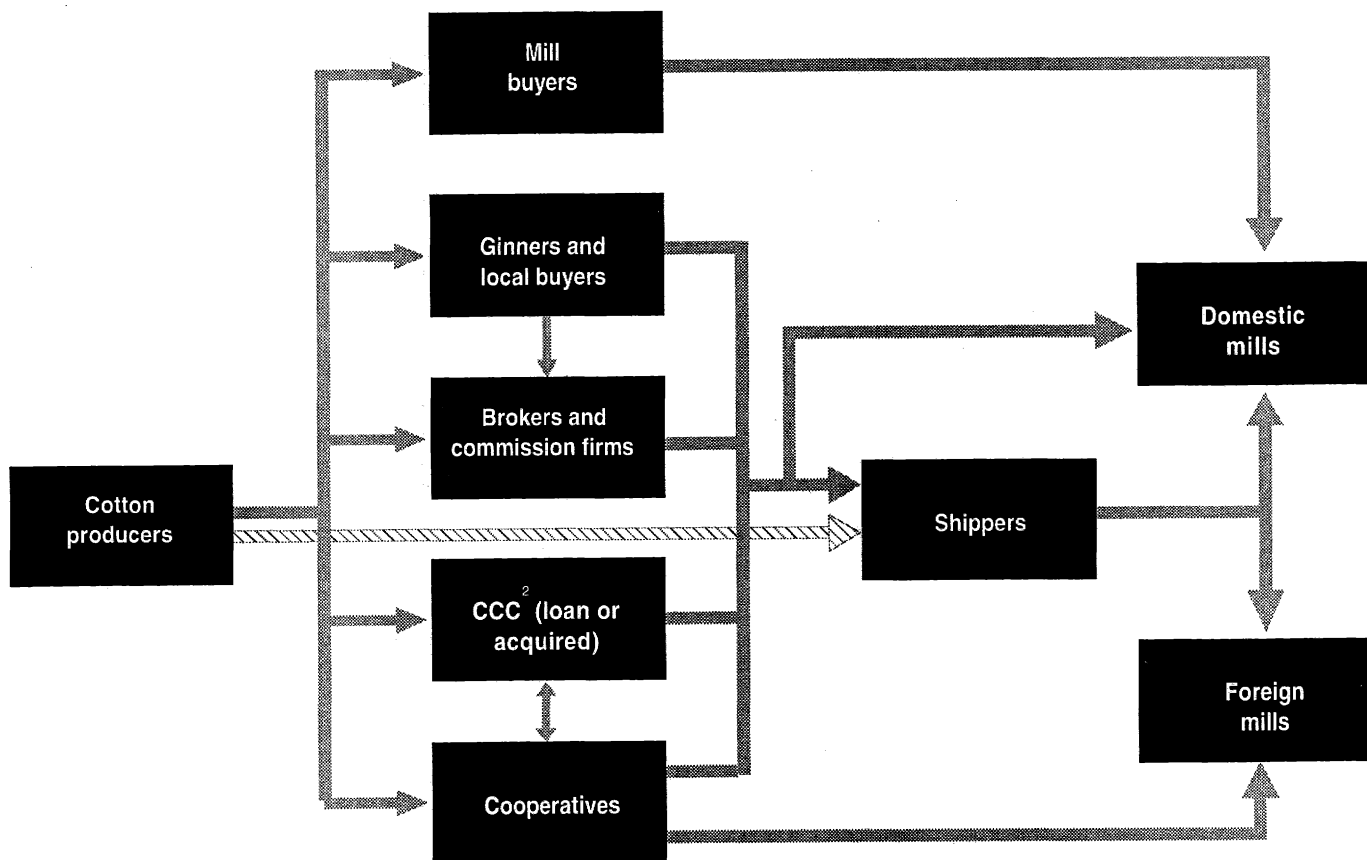 Mill
buyers
Ginners and
local buyers
Brokers and
commission firms
Cotton
producers
CCC² (loan or
acquired)
Cooperatives
Shippers
Domestic
mills
Foreign
mills